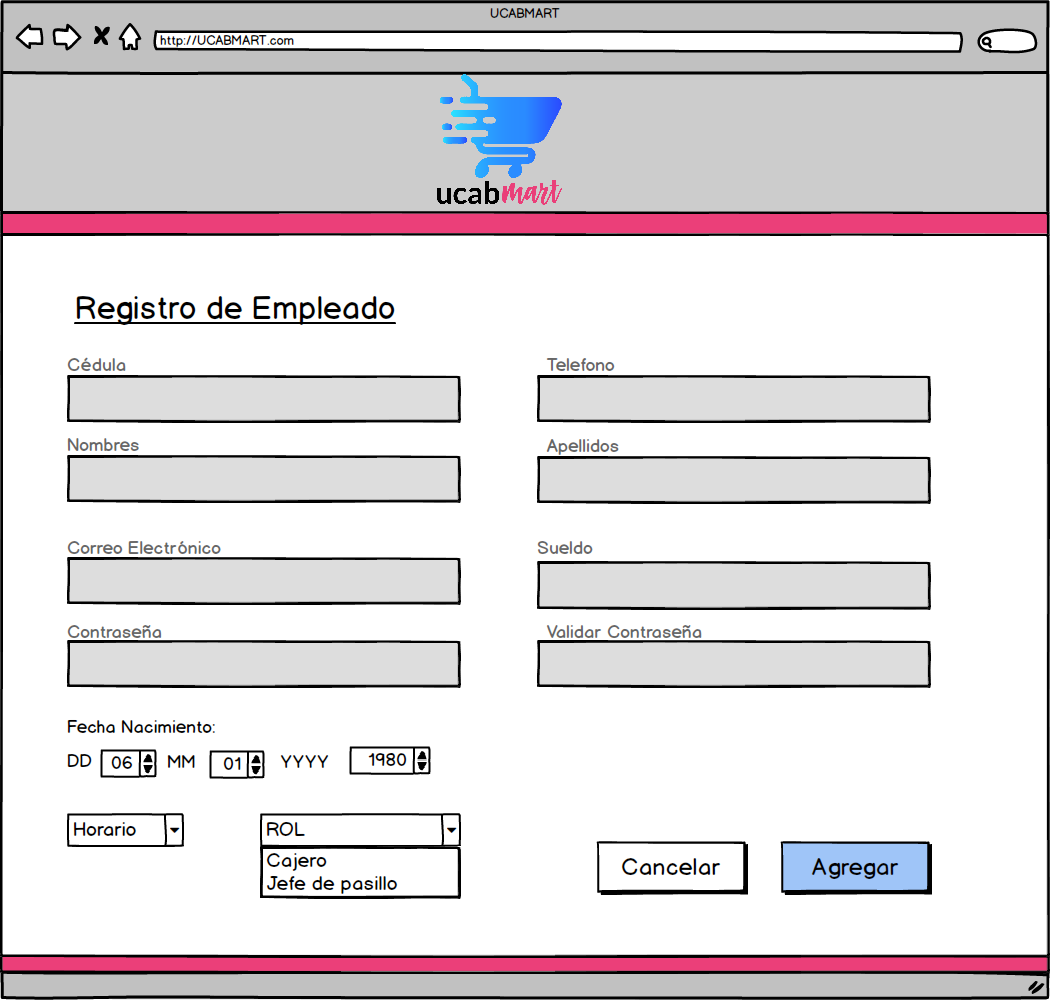 UCABMART
http://UCABMART.com
ucabmart
Registro de Empleado
Cédula
Telefono
Nombres
Apellidos
Correo Electrónico
Sueldo
Contraseña
Validar Contraseña
Fecha Nacimiento:
DD 06 MM 01 YYYY 1980
Horario
ROL
Cajero
Jefe de pasillo
Cancelar
Agregar